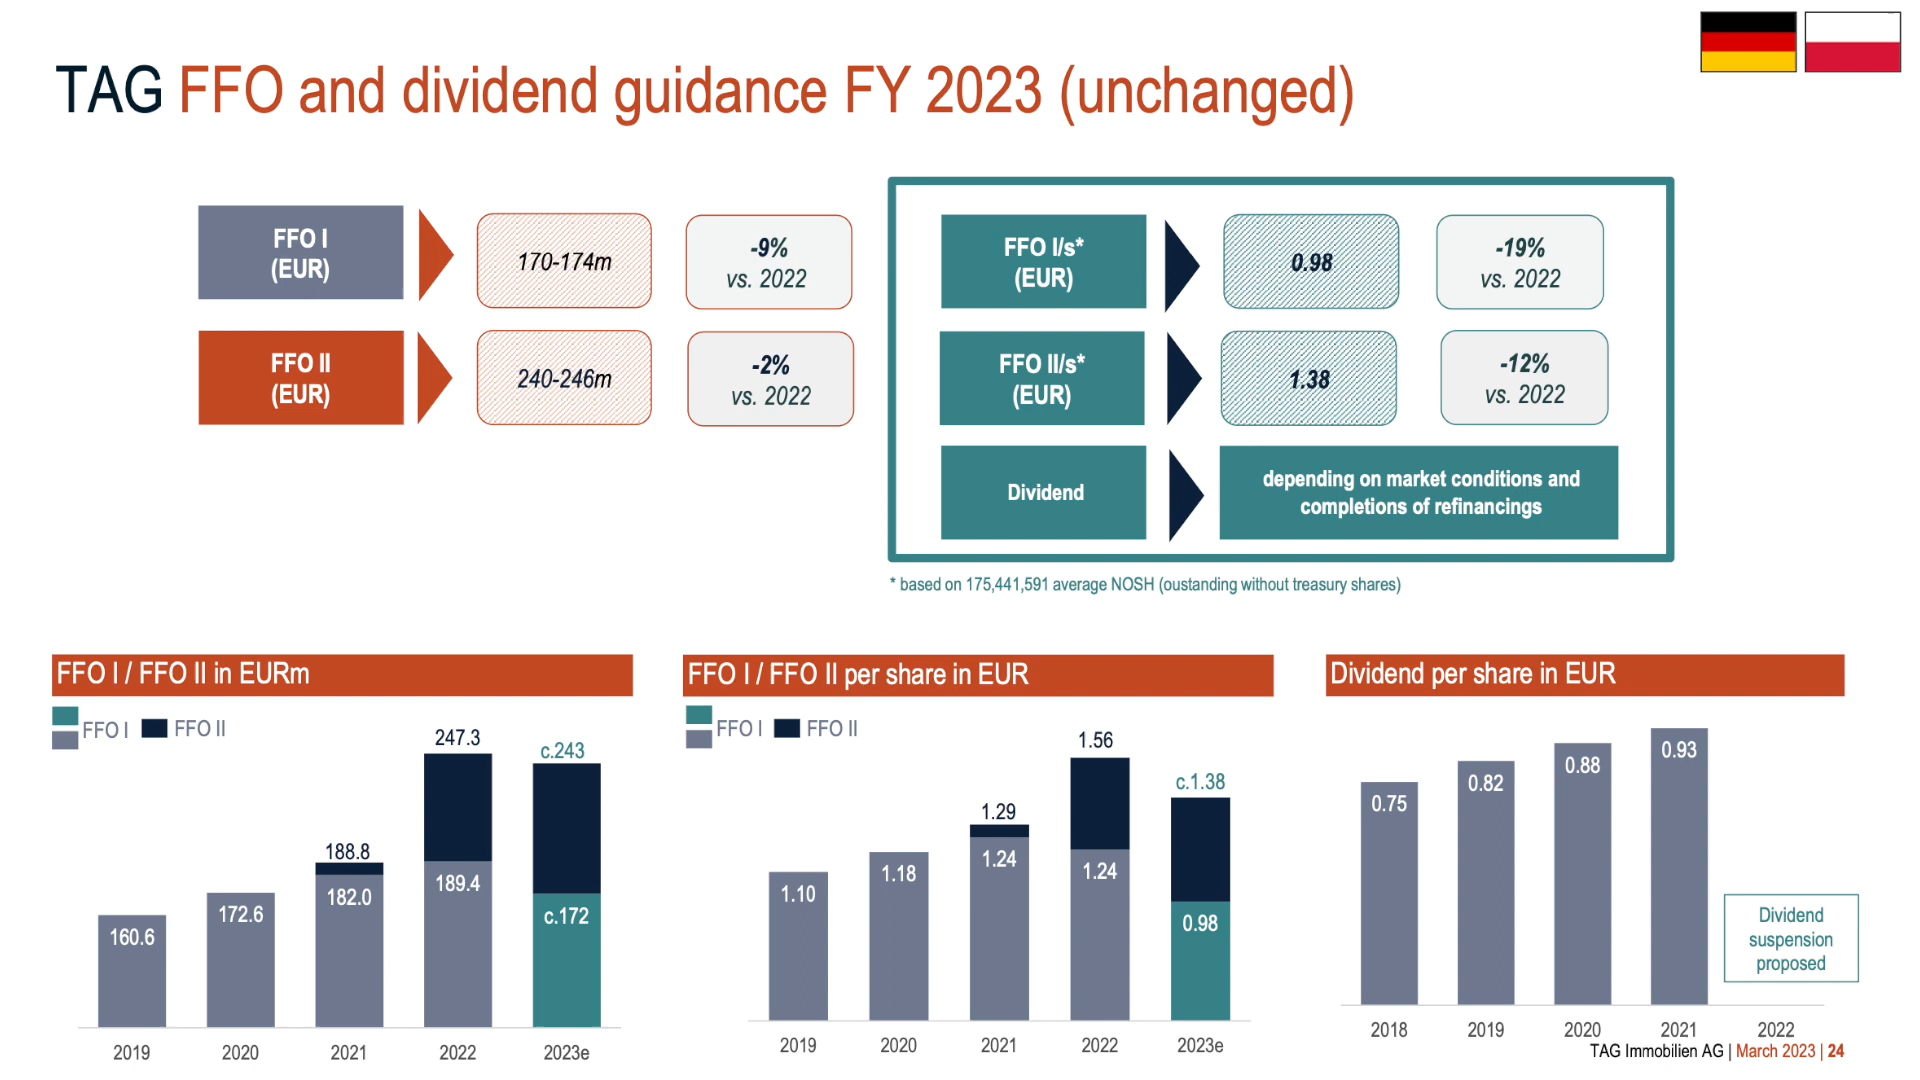 TAG FFO and dividend guidance FY 2023 (unchanged)
FFO I
(EUR)
170-174m
-9%
vs. 2022
FFO II
(EUR)
240-246m
-2%
vs. 2022
FFO I/s*
(EUR)
0.98
-19%
vs. 2022
FFO II/s*
(EUR)
1.38
-12%
vs. 2022
Dividend
depending on market conditions and
completions of refinancings
* based on 175,441,591 average NOSH (oustanding without treasury shares)
FFO I / FFO II in EURm
FFO I
FFO II
160.6
172.6
188.8
182.0
247.3
189.4
c.243
c.172
2019
2020
2021
2022
2023e
FFO I / FFO II per share in EUR
FFO I
FFO II
1.10
1.18
1.29
1.24
1.56
1.24
c.1.38
0.98
2019
2020
2021
2022
2023e
Dividend per share in EUR
0.75
0.82
0.88
0.93
Dividend
suspension
proposed
2018
2019
2020
2021
2022
TAG Immobilien AG | March 2023 | 24